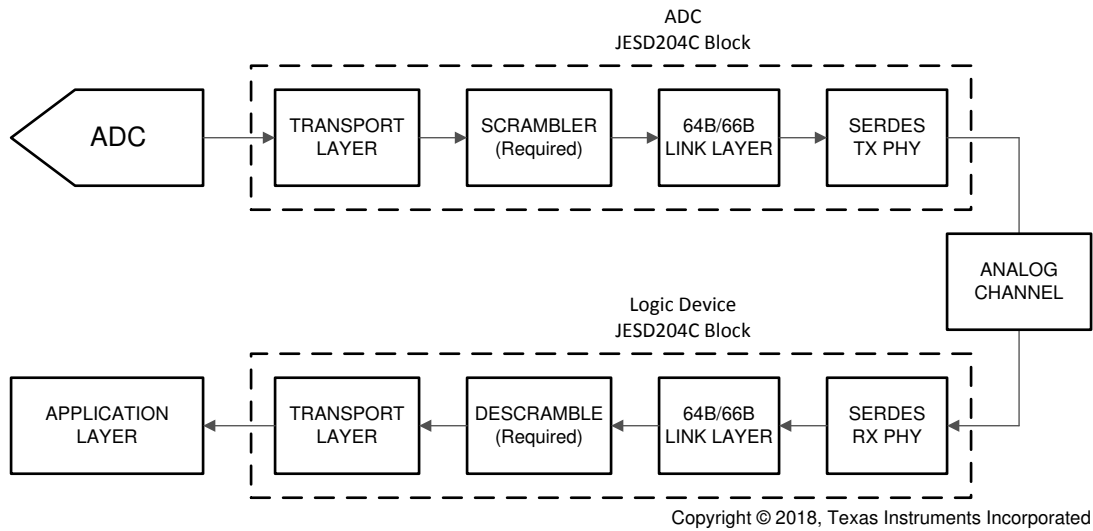 ADC
JESD204C Block
ADC
TRANSPORT
LAYER
SCRAMBLER
(Required)
64B/66B
LINK LAYER
SERDES
TX PHY
ANALOG
CHANNEL
Logic Device
JESD204C Block
APPLICATION
LAYER
TRANSPORT
LAYER
DESCRAMBLE
(Required)
64B/66B
LINK LAYER
SERDES
RX PHY
Copyright © 2018, Texas Instruments Incorporated